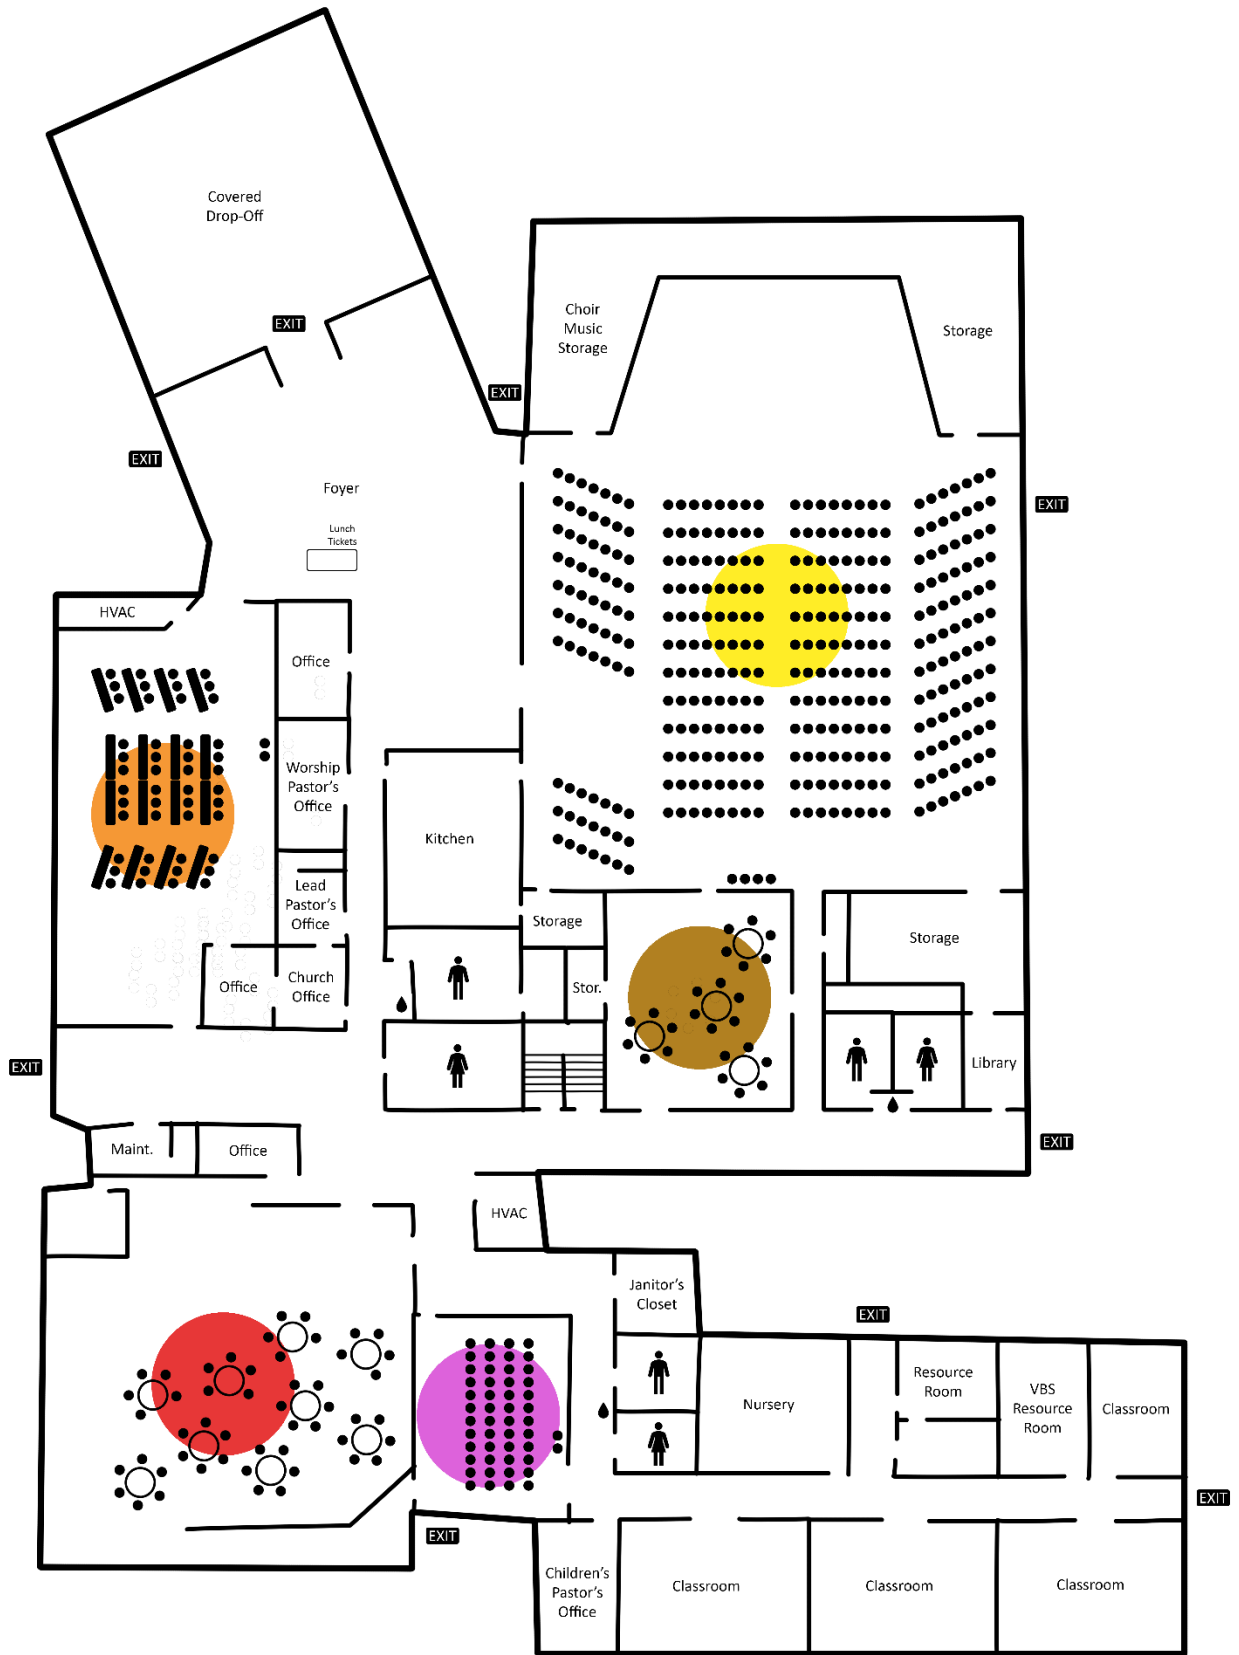 Covered
Drop-Off
EXIT
Choir
Music
Storage
Storage
EXIT
EXIT
Foyer
EXIT
Lunch
Tickets
HVAC
Office
Worship
Pastor's
Office
Kitchen
Lead
Pastor's
Office
Storage
Storage
Office
Church
Office
Stor.
EXIT
Library
Maint.
Office
EXIT
HVAC
Janitor's
Closet
EXIT
Nursery
Resource
Room
VBS
Resource
Room
Classroom
EXIT
EXIT
Children's
Pastor's
Office
Classroom
Classroom
Classroom